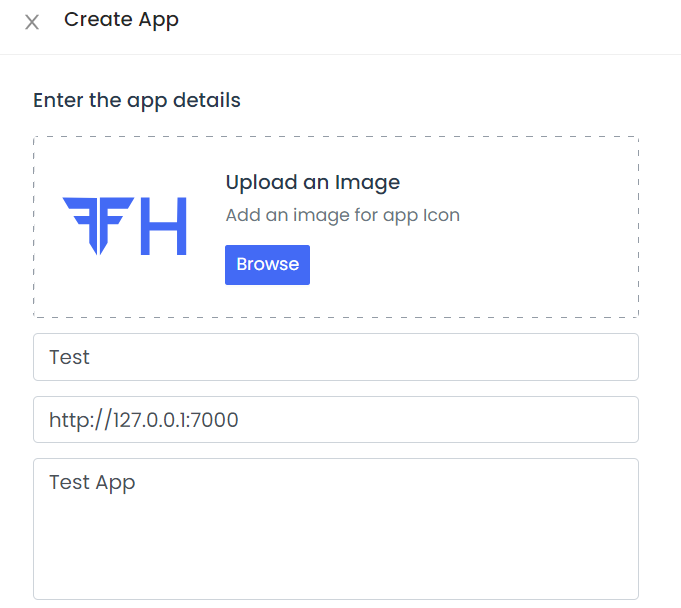 Create App
Enter the app details
Upload an Image
Add an image for app Icon
Browse
Test
http://127.0.0.1:7000
Test App